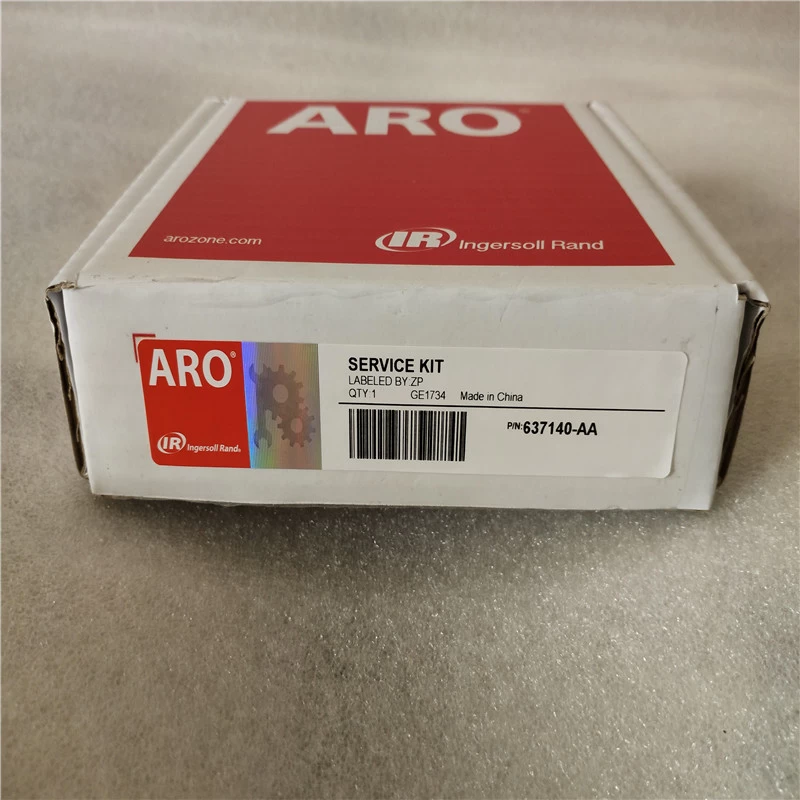 ARO®
arozone.com
IR Ingersoll Rand
ARO®
IR Ingersoll Rand®
SERVICE KIT
LABELED BY:ZP
QTY:1 GE1734 Made in China
P/N:637140-AA